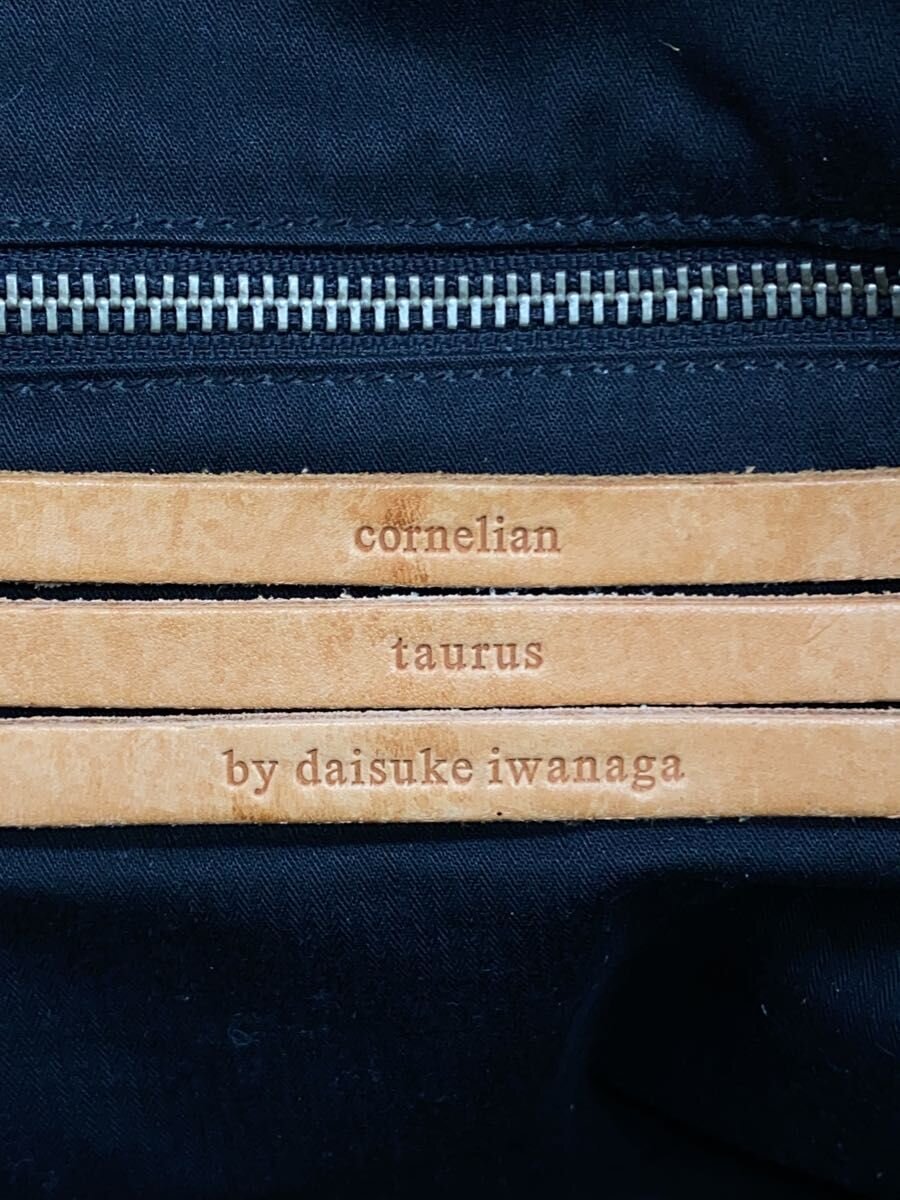 cornelian
taurus
by daisuke iwanaga